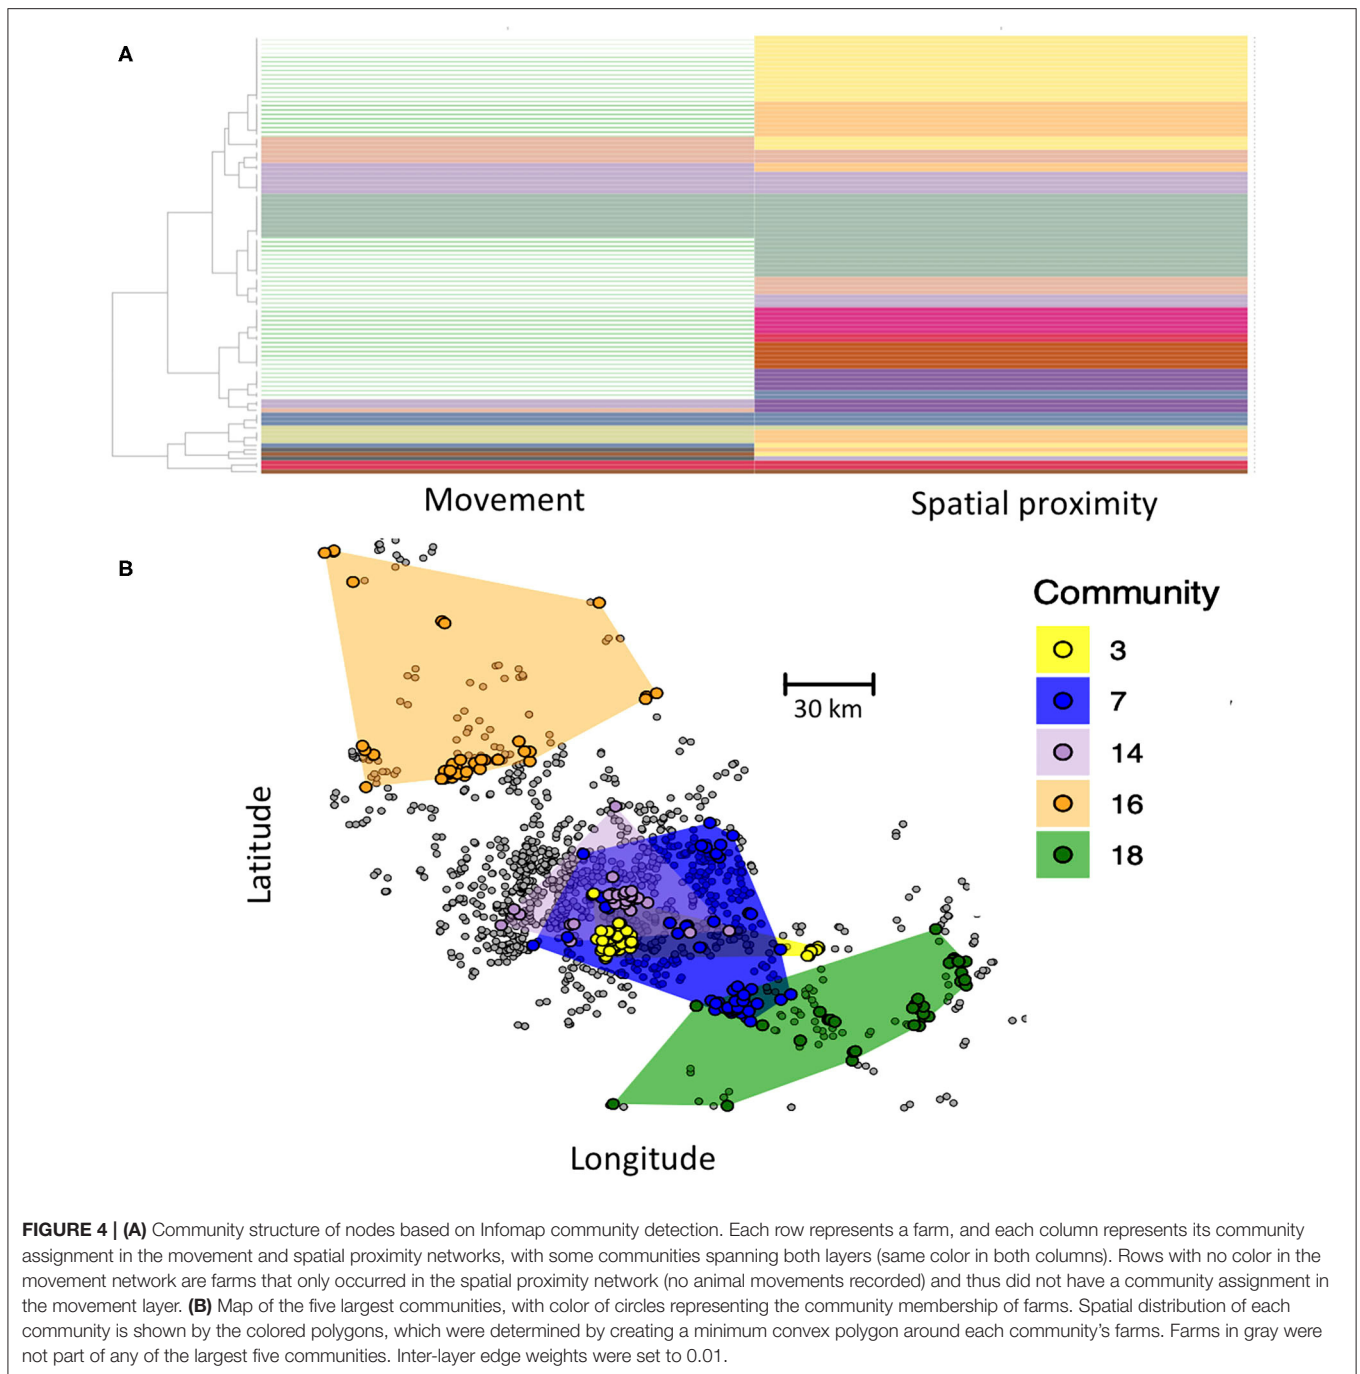 A
Movement
Spatial proximity
B
Community
3
7
14
16
18
30 km
Latitude
Longitude
FIGURE 4 | (A) Community structure of nodes based on Infomap community detection. Each row represents a farm, and each column represents its community
assignment in the movement and spatial proximity networks, with some communities spanning both layers (same color in both columns). Rows with no color in the
movement network are farms that only occurred in the spatial proximity network (no animal movements recorded) and thus did not have a community assignment in
the movement layer. (B) Map of the five largest communities, with color of circles representing the community membership of farms. Spatial distribution of each
community is shown by the colored polygons, which were determined by creating a minimum convex polygon around each community's farms. Farms in gray were
not part of any of the largest five communities. Inter-layer edge weights were set to 0.01.